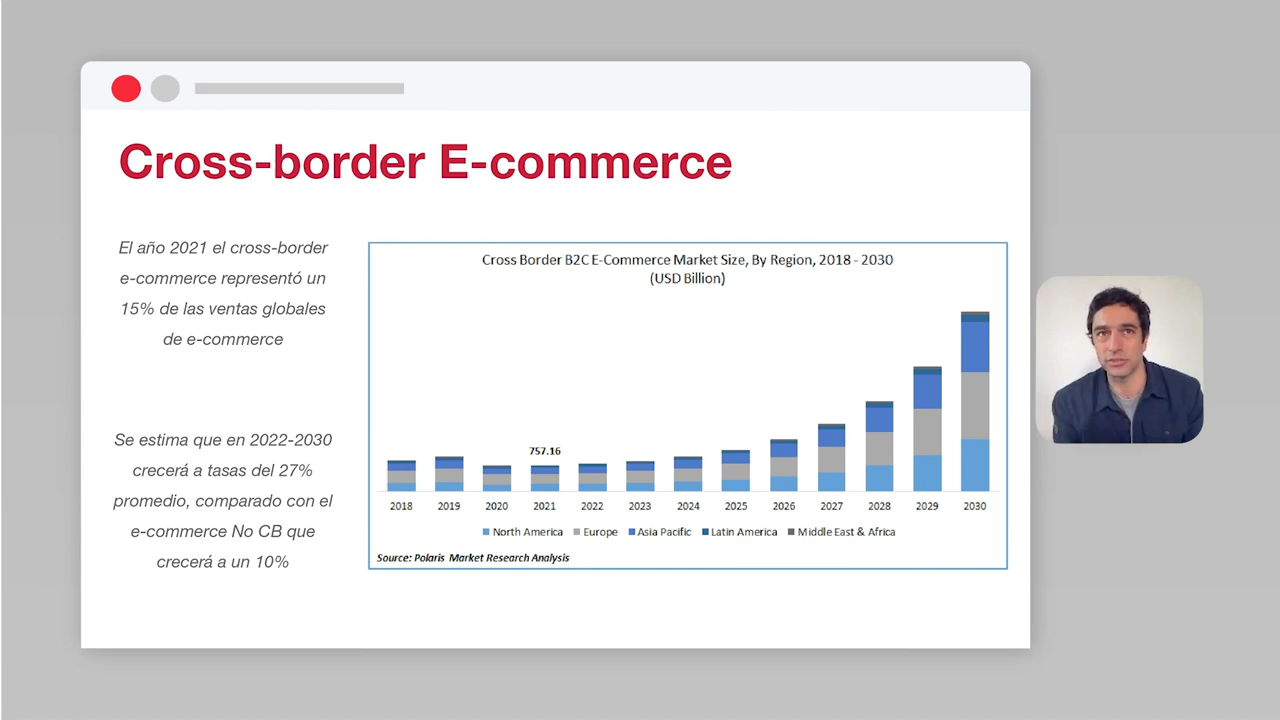 Cross-border E-commerce
El año 2021 el cross-border
e-commerce representó un
15% de las ventas globales
de e-commerce
Se estima que en 2022-2030
crecerá a tasas del 27%
promedio, comparado con el
e-commerce No CB que
crecerá a un 10%
Cross Border B2C E-Commerce Market Size, By Region, 2018 - 2030
(USD Billion)
757.16
2018 2019 2020 2021 2022 2023 2024 2025 2026 2027 2028 2029 2030
North America Europe Asia Pacific Latin America Middle East & Africa
Source: Polaris Market Research Analysis